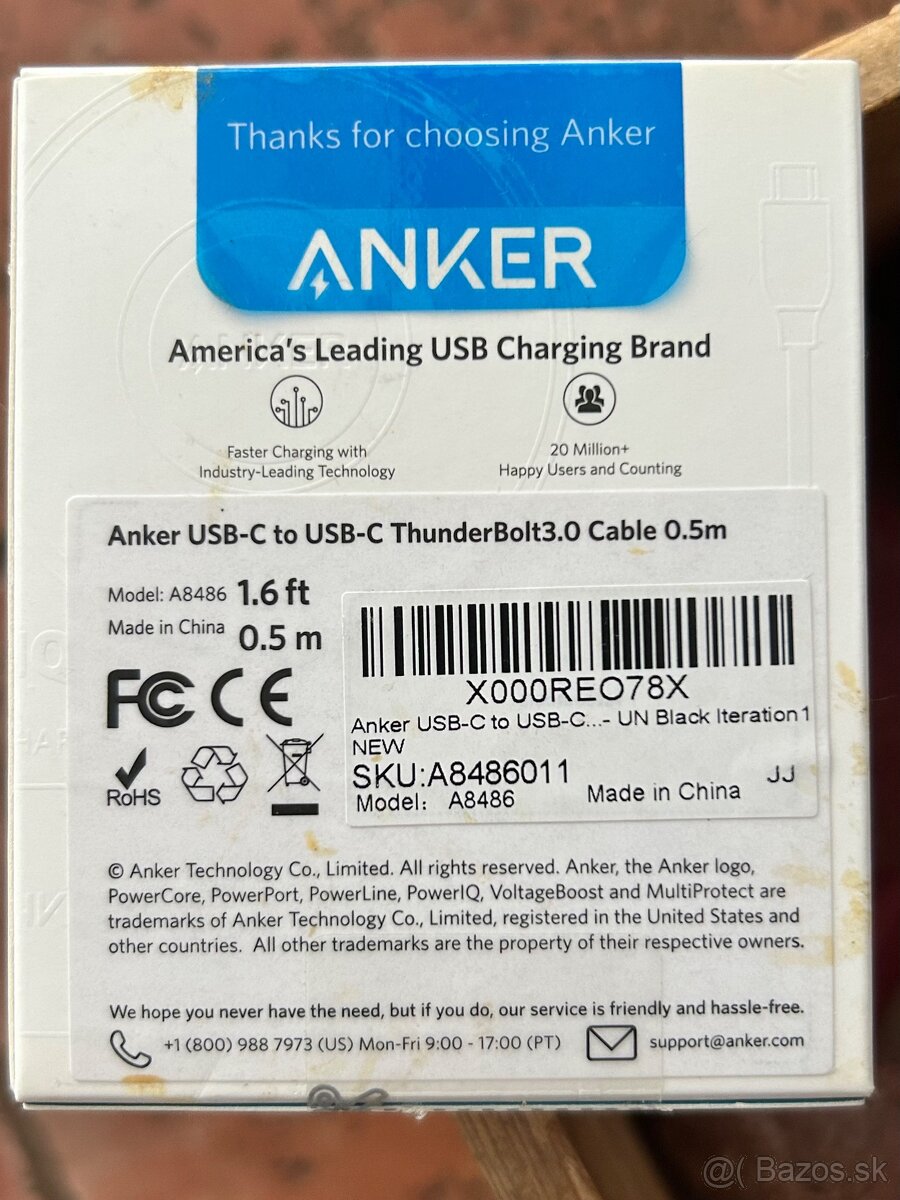 Thanks for choosing Anker
ANKER
America's Leading USB Charging Brand
Faster Charging with
Industry-Leading Technology
20 Million+
Happy Users and Counting
Anker USB-C to USB-C ThunderBolt3.0 Cable 0.5m
Model: A8486 1.6 ft
Made in China 0.5 m
FC CE
RoHS
X000REO78X
Anker USB-C to USB-C...- UN Black Iteration1
NEW
SKU:A8486011 JJ
Model: A8486 Made in China
© Anker Technology Co., Limited. All rights reserved. Anker, the Anker logo,
PowerCore, PowerPort, PowerLine, PowerIQ, VoltageBoost and MultiProtect are
trademarks of Anker Technology Co., Limited, registered in the United States and
other countries. All other trademarks are the property of their respective owners.
We hope you never have the need, but if you do, our service is friendly and hassle-free.
+1 (800) 988 7973 (US) Mon-Fri 9:00 - 17:00 (PT)
support@anker.com
@( Bazos.sk